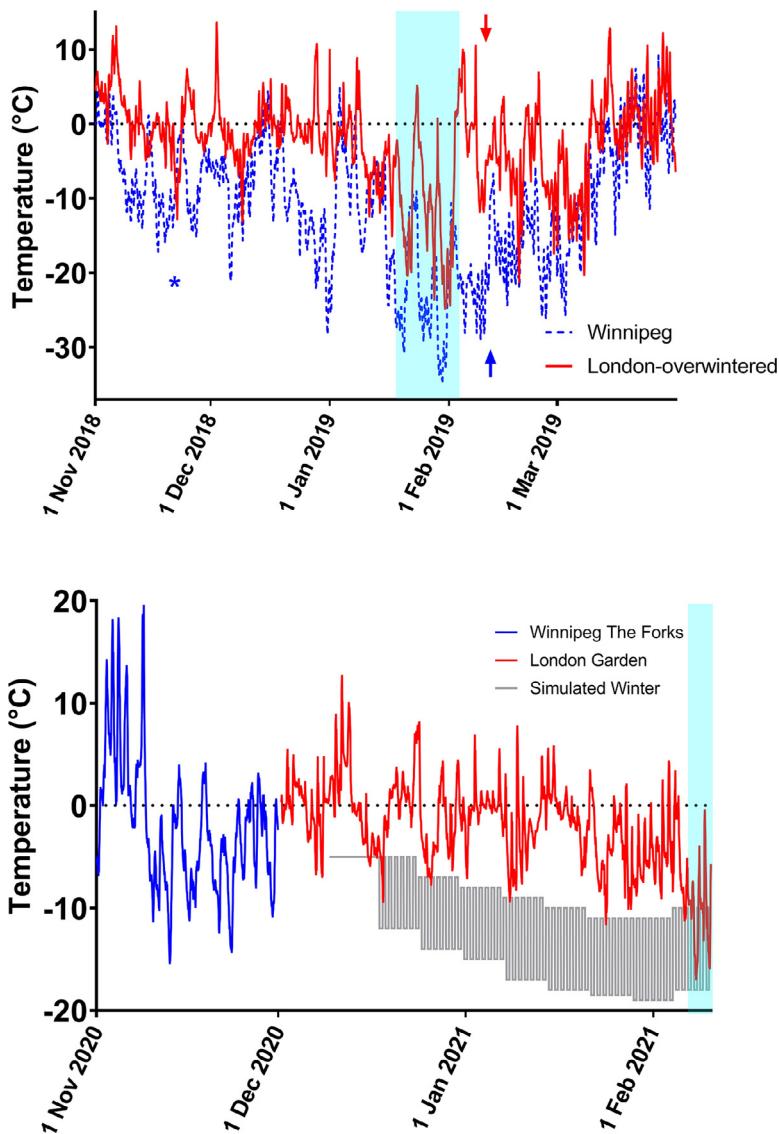 10
0
-10
-20
-30
Temperature (°C)
*
Winnipeg
London-overwintered
1 Nov 2018
1 Dec 2018
1 Jan 2019
1 Feb 2019
1 Mar 2019
20
10
0
-10
-20
Temperature (°C)
Winnipeg The Forks
London Garden
Simulated Winter
1 Nov 2020
1 Dec 2020
1 Jan 2021
1 Feb 2021